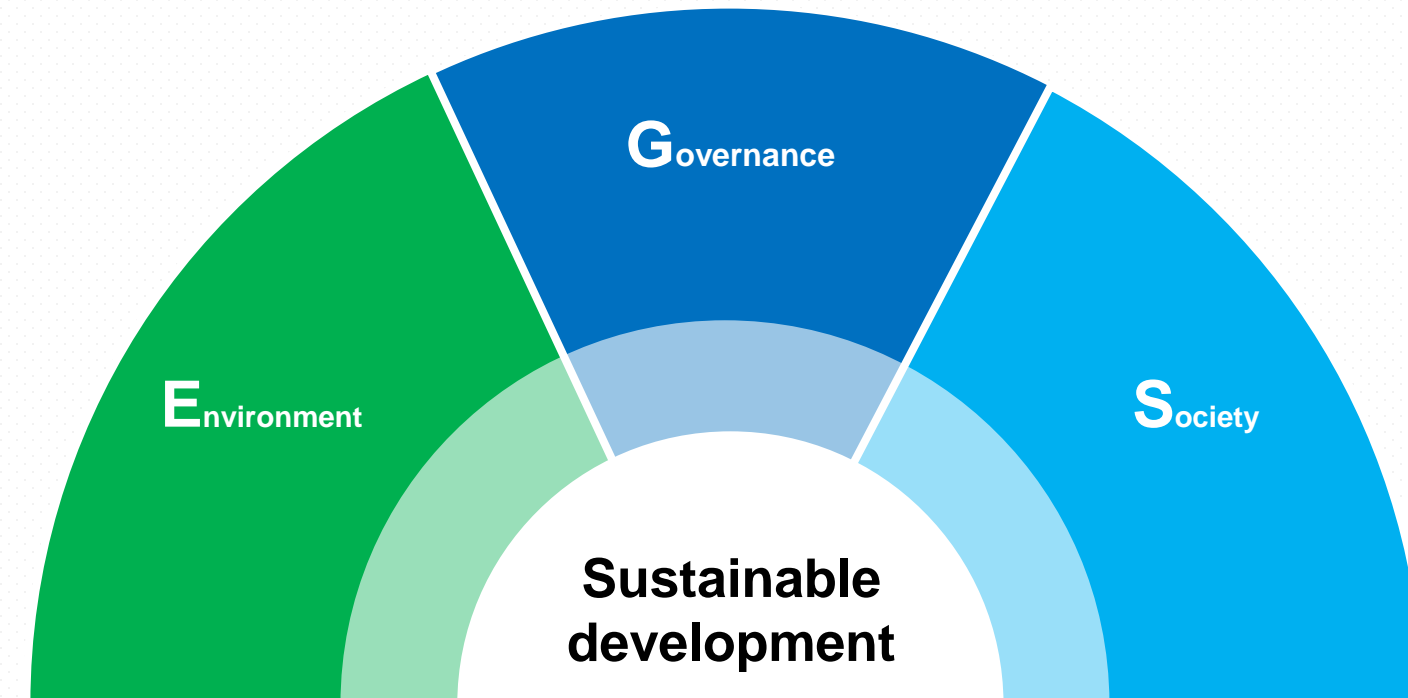 Governance
Environment
Society
Sustainable
development